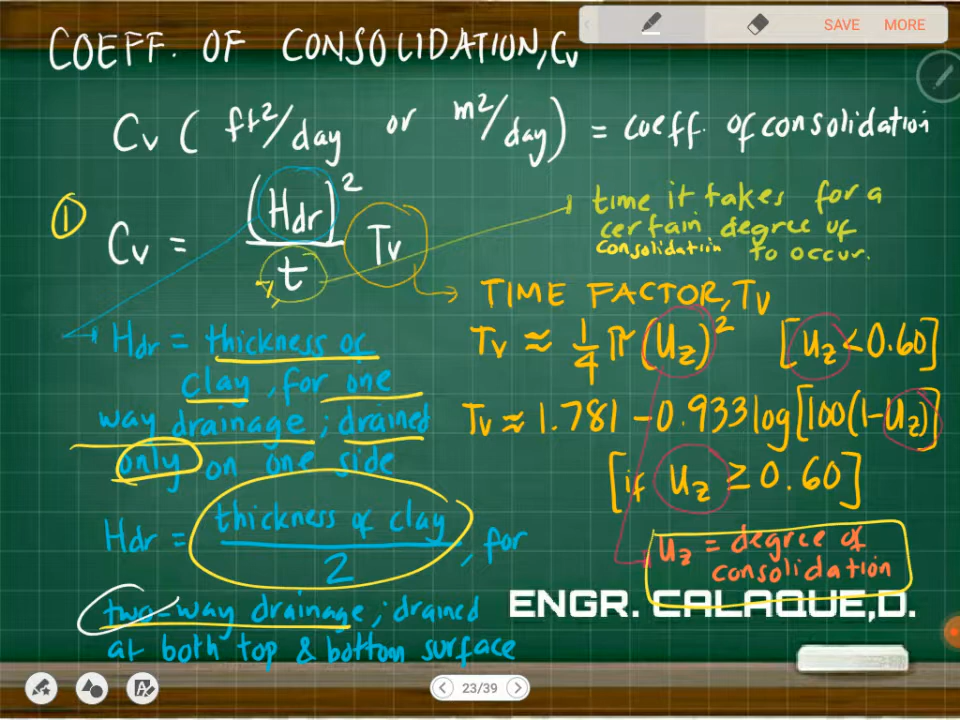 SAVE MORE
COEFF. OF CONSOLIDATION, Cv
Cv ( ft²/day or m²/day) = coeff. of consolidation
① Cv = (Hdr)² / t Tv
time it takes for a
certain degree of
consolidation to occur.
TIME FACTOR, Tv
Tv ≈ 1/4 π (Uz)² [Uz < 0.60]
Tv ≈ 1.781 - 0.933 log [100(1-Uz)]
[if Uz ≥ 0.60]
Uz = degree of
consolidation
Hdr = thickness of
clay, for one
way drainage; drained
only on one side
Hdr = thickness of clay / 2, for
two-way drainage; drained
at both top & bottom surface
ENGR. CALAQUE,D.
23/39